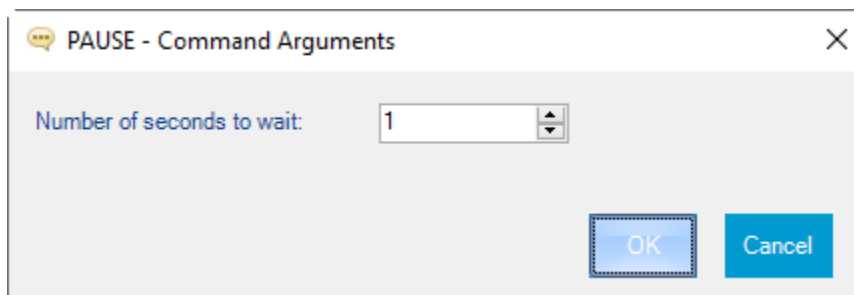 PAUSE - Command Arguments
Number of seconds to wait: 1
OK Cancel